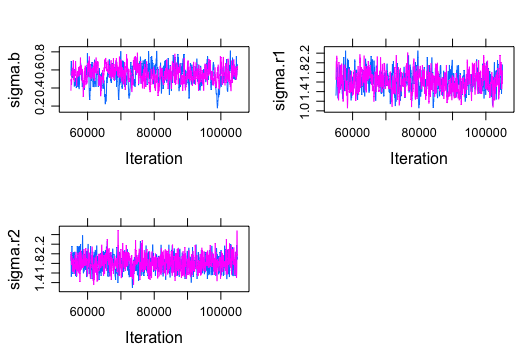 sigma.b
0.20.40.60.8
60000 80000 100000
Iteration
sigma.r1
1.01.41.82.2
60000 80000 100000
Iteration
sigma.r2
1.41.82.2
60000 80000 100000
Iteration